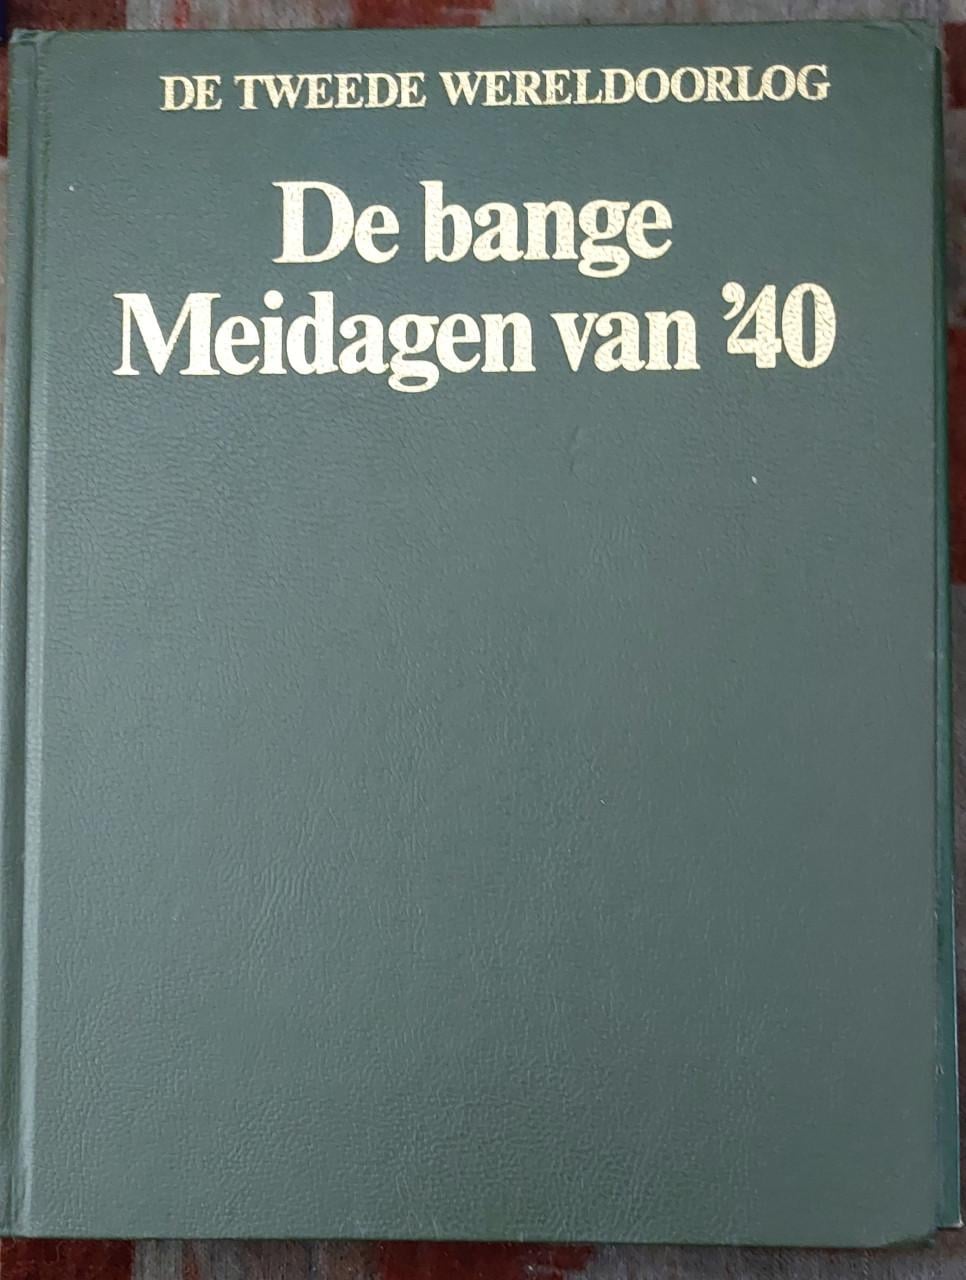 DE TWEEDE WERELDOORLOG
De bange
Meidagen van ’40